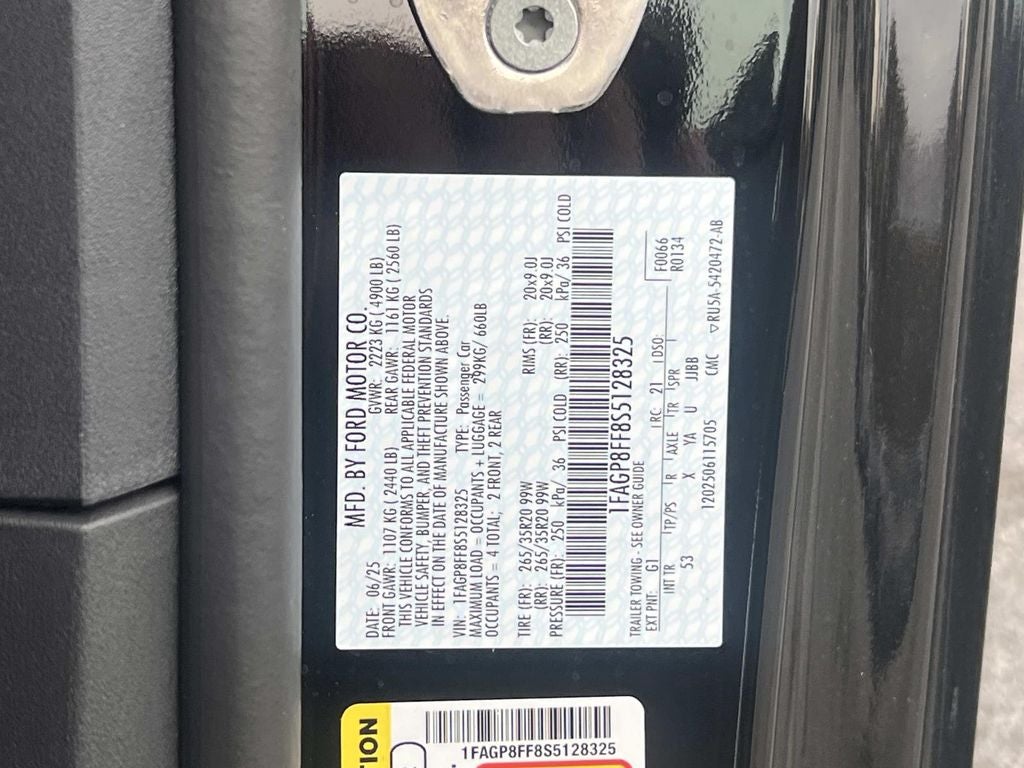 MFD. BY FORD MOTOR CO.
DATE: 06/25 GVWR: 2223 KG ( 4900 LB)
FRONT GAWR: 1107 KG ( 2440 LB) REAR GAWR: 1161 KG ( 2560 LB)
THIS VEHICLE CONFORMS TO ALL APPLICABLE FEDERAL MOTOR
VEHICLE SAFETY, BUMPER, AND THEFT PREVENTION STANDARDS
IN EFFECT ON THE DATE OF MANUFACTURE SHOWN ABOVE.
VIN: 1FAGP8FF8S5128325 TYPE: Passenger Car
MAXIMUM LOAD = OCCUPANTS + LUGGAGE = 299KG/ 660LB
OCCUPANTS = 4 TOTAL; 2 FRONT, 2 REAR
TIRE (FR): 265/35R20 99W RIMS (FR): 20x9.0J
(RR): 265/35R20 99W (RR): 20x9.0J
PRESSURE (FR): 250 kPa/ 36 PSI COLD (RR): 250 kPa/ 36 PSI COLD
1FAGP8FF8S5128325
TRAILER TOWING - SEE OWNER GUIDE
EXT PNT: G1 RC: 21 DSO: F0066
R0134
INT TR TP/PS R AXLE TR SPR
53 X YA U JJBB
120250611570S CMC ▽RU5A-5420472-AB
TION
1FAGP8FF8S5128325